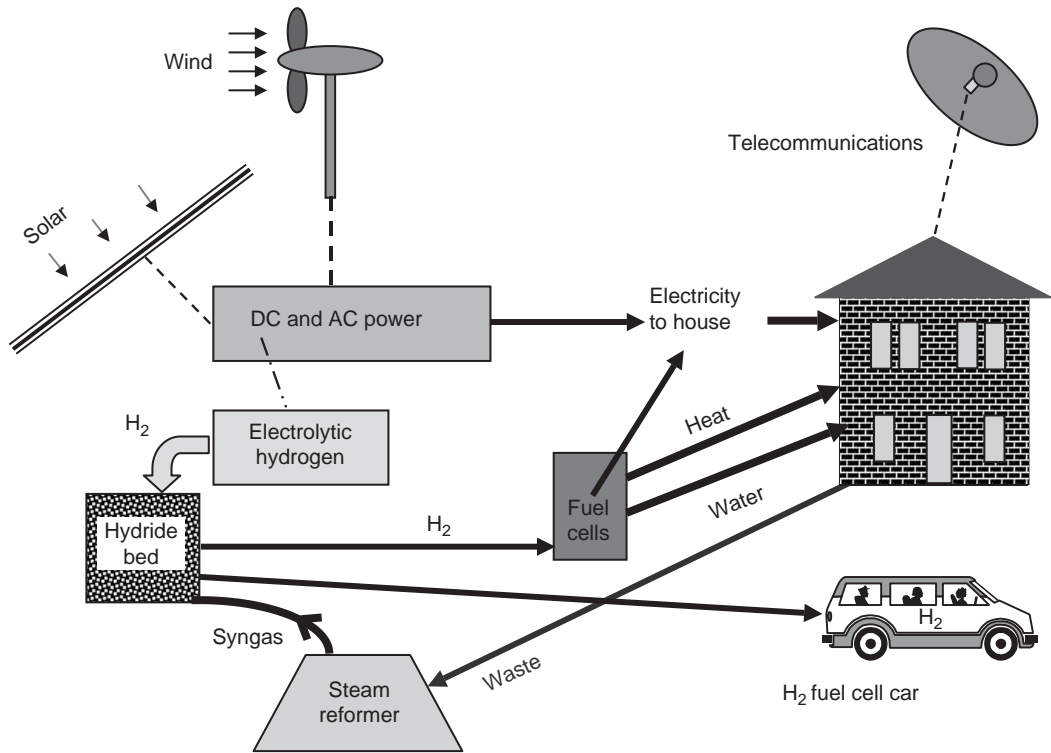 Wind
Telecommunications
Solar
DC and AC power
Electricity
to house
H₂
Electrolytic
hydrogen
Heat
Water
Hydride
bed
H₂
Fuel
cells
Syngas
Waste
H₂
Steam
reformer
H₂ fuel cell car